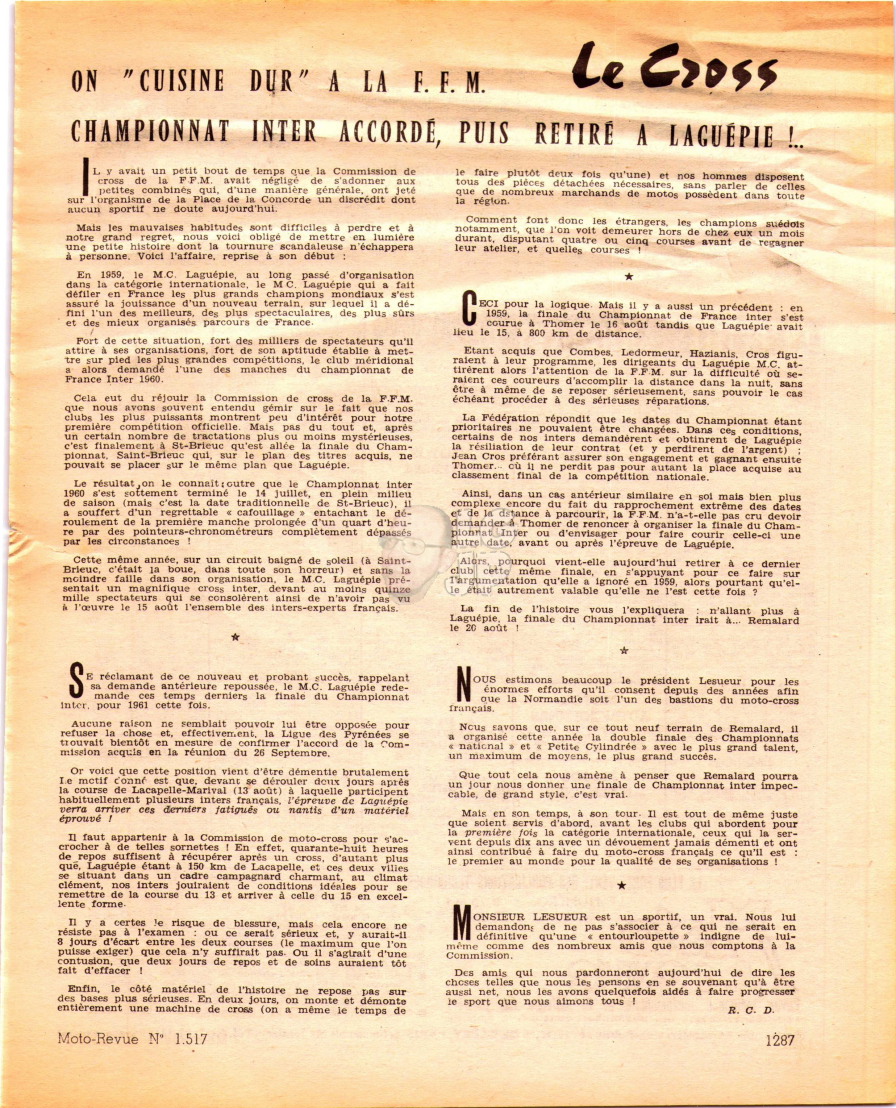 Le Cross
ON "CUISINE DUR" A LA F. F. M.
CHAMPIONNAT INTER ACCORDÉ, PUIS RETIRÉ A LAGUÉPIE !..
IL y avait un petit bout de temps que la Commission de
cross de la F.F.M. avait négligé de s'adonner aux
petites combinés qui, d'une manière générale, ont jeté
sur l'organisme de la Place de la Concorde un discrédit dont
aucun sportif ne doute aujourd'hui.
Mais les mauvaises habitudes sont difficiles à perdre et à
notre grand regret, nous voici obligé de mettre en lumière
une petite histoire dont la tournure scandaleuse n'échappera
à personne. Voici l'affaire, reprise à son début :
En 1959, le M.C. Laguépie, au long passé d'organisation
dans la catégorie internationale, le M.C. Laguépie qui a fait
défiler en France les plus grands champions mondiaux s'est
assuré la jouissance d'un nouveau terrain, sur lequel il a dé-
fini l'un des meilleurs, des plus spectaculaires, des plus sûrs
et des mieux organisés parcours de France.
Fort de cette situation, fort des milliers de spectateurs qu'il
attire à ses organisations, fort de son aptitude établie à met-
tre sur pied les plus grandes compétitions, le club méridional
a alors demandé l'une des manches du championnat de
France Inter 1960.
Cela eut du réjouir la Commission de cross de la F.F.M.
que nous avons souvent entendu gémir sur le fait que nos
clubs les plus puissants montrent peu d'intérêt pour notre
première compétition officielle. Mais pas du tout et, après
un certain nombre de tractations plus ou moins mystérieuses,
c'est finalement à St-Brieuc qu'est allée la finale du Cham-
pionnat, Saint-Brieuc qui, sur le plan des titres acquis, ne
pouvait se placer sur le même plan que Laguépie.
Le résultat, on le connaît : outre que le Championnat inter
1960 s'est sottement terminé le 14 juillet, en plein milieu
de saison (mais c'est la date traditionnelle de St-Brieuc), il
a souffert d'un regrettable « cafouillage » entachant le dé-
roulement de la première manche prolongée d'un quart d'heu-
re par des pointeurs-chronométreurs complètement dépassés
par les circonstances !
Cette même année, sur un circuit baigné de soleil (à Saint-
Brieuc, c'était la boue, dans toute son horreur) et sans la
moindre faille dans son organisation, le M.C. Laguépie pré-
sentait un magnifique cross inter, devant au moins quinze
mille spectateurs qui se consolèrent ainsi de n'avoir pas vu
à l'œuvre le 15 août l'ensemble des inters-experts français.
★
SE réclamant de ce nouveau et probant succès, rappelant
sa demande antérieure repoussée, le M.C. Laguépie rede-
mande ces temps derniers la finale du Championnat
inter, pour 1961 cette fois.
Aucune raison ne semblait pouvoir lui être opposée pour
refuser la chose et, effectivement, la Ligue des Pyrénées se
trouvait bientôt en mesure de confirmer l'accord de la Com-
mission acquis en la réunion du 26 Septembre.
Or voici que cette position vient d'être démentie brutalement
Le motif donné est que, devant se dérouler deux jours après
la course de Lacapelle-Marival (13 août) à laquelle participent
habituellement plusieurs inters français, l'épreuve de Laguépie
verra arriver ces derniers fatigués ou nantis d'un matériel
éprouvé !
Il faut appartenir à la Commission de moto-cross pour s'ac-
crocher à de telles sornettes ! En effet, quarante-huit heures
de repos suffisent à récupérer après un cross, d'autant plus
que, Laguépie étant à 150 km de Lacapelle, et ces deux villes
se situant dans un cadre campagnard charmant, au climat
clément, nos inters jouiraient de conditions idéales pour se
remettre de la course du 13 et arriver à celle du 15 en excel-
lente forme.
Il y a certes le risque de blessure, mais cela encore ne
résiste pas à l'examen : ou ce serait sérieux et, y aurait-il
8 jours d'écart entre les deux courses (le maximum que l'on
puisse exiger) que cela n'y suffirait pas. Ou il s'agirait d'une
contusion, que deux jours de repos et de soins auraient tôt
fait d'effacer !
Enfin, le côté matériel de l'histoire ne repose pas sur
des bases plus sérieuses. En deux jours, on monte et démonte
entièrement une machine de cross (on a même le temps de
le faire plutôt deux fois qu'une) et nos hommes disposent
tous des pièces détachées nécessaires, sans parler de celles
que de nombreux marchands de motos possèdent dans toute
la région.
Comment font donc les étrangers, les champions suédois
notamment, que l'on voit demeurer hors de chez eux un mois
durant, disputant quatre ou cinq courses avant de regagner
leur atelier, et quelles courses !
★
CECI pour la logique. Mais il y a aussi un précédent : en
1959, la finale du Championnat de France inter s'est
courue à Thomer le 16 août tandis que Laguépie avait
lieu le 15, à 800 km de distance.
Etant acquis que Combes, Ledormeur, Hazianis, Cros figu-
raient à leur programme, les dirigeants du Laguépie M.C. at-
tirèrent alors l'attention de la F.F.M. sur la difficulté où se-
raient ces coureurs d'accomplir la distance dans la nuit, sans
être à même de se reposer sérieusement, sans pouvoir le cas
échéant procéder à des sérieuses réparations.
La Fédération répondit que les dates du Championnat étant
prioritaires ne pouvaient être changées. Dans ces conditions,
certains de nos inters demandèrent et obtinrent de Laguépie
la résiliation de leur contrat (et y perdirent de l'argent) ;
Jean Cros préférant assurer son engagement et gagnant ensuite
Thomer... où il ne perdit pas pour autant la place acquise au
classement final de la compétition nationale.
Ainsi, dans un cas antérieur similaire en soi mais bien plus
complexe encore du fait du rapprochement extrême des dates
et de la distance à parcourir, la F.F.M. n'a-t-elle pas cru devoir
demander à Thomer de renoncer à organiser la finale du Cham-
pionnat Inter ou d'envisager pour faire courir celle-ci une
autre date, avant ou après l'épreuve de Laguépie.
Alors, pourquoi vient-elle aujourd'hui retirer à ce dernier
club cette même finale, en s'appuyant pour ce faire sur
l'argumentation qu'elle a ignoré en 1959, alors pourtant qu'el-
le était autrement valable qu'elle ne l'est cette fois ?
La fin de l'histoire vous l'expliquera : n'allant plus à
Laguépie, la finale du Championnat inter irait à... Remalard
le 20 août !
☆
NOUS estimons beaucoup le président Lesueur pour les
énormes efforts qu'il consent depuis des années afin
que la Normandie soit l'un des bastions du moto-cross
français.
Nous savons que, sur ce tout neuf terrain de Remalard, il
a organisé cette année la double finale des Championnats
« national » et « Petite Cylindrée » avec le plus grand talent,
un maximum de moyens, le plus grand succès.
Que tout cela nous amène à penser que Remalard pourra
un jour nous donner une finale de Championnat inter impec-
cable, de grand style, c'est vrai.
Mais en son temps, à son tour. Il est tout de même juste
que soient servis d'abord, avant les clubs qui abordent pour
la première fois la catégorie internationale, ceux qui la ser-
vent depuis dix ans avec un dévouement jamais démenti et ont
ainsi contribué à faire du moto-cross français ce qu'il est :
le premier au monde pour la qualité de ses organisations !
★
MONSIEUR LESUEUR est un sportif, un vrai. Nous lui
demandons de ne pas s'associer à ce qui ne serait en
définitive qu'une « entourloupette » indigne de lui-
même comme des nombreux amis que nous comptons à la
Commission.
Des amis qui nous pardonneront aujourd'hui de dire les
choses telles que nous les pensons en se souvenant qu'à être
aussi net, nous les avons quelquefois aidés à faire progresser
le sport que nous aimons tous !
R. C. D.
Moto-Revue N° 1.517
1287